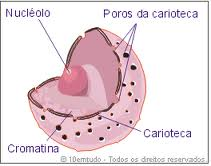 Nucléolo
Poros da carioteca
Carioteca
Cromatina
@ 10emtudo - Todos os direitos reservados